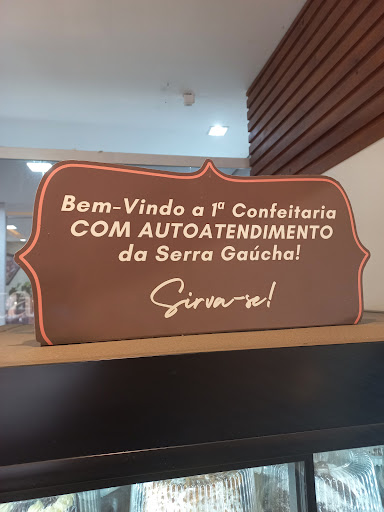 Bem-Vindo a 1ª Confeitaria
COM AUTOATENDIMENTO
da Serra Gaúcha!
Sirva-se!